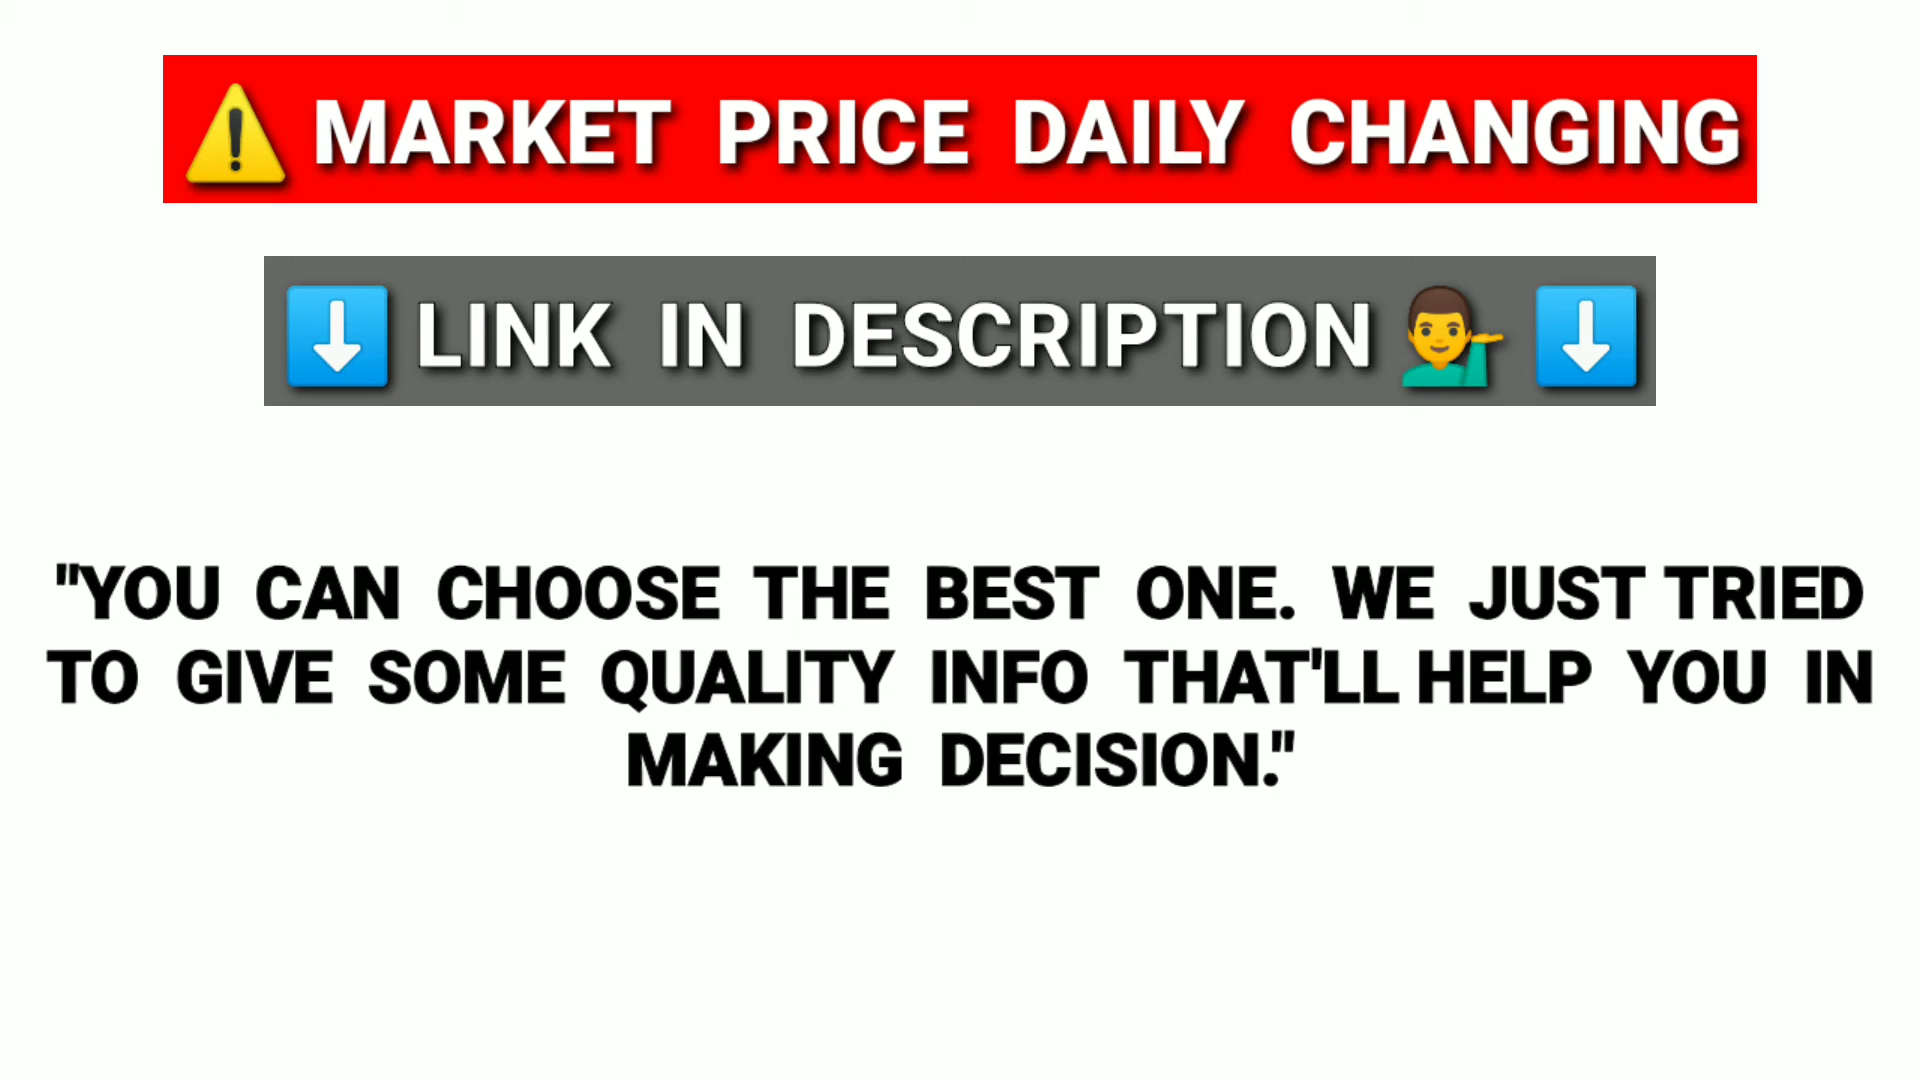 ⚠️ MARKET PRICE DAILY CHANGING
⬇️ LINK IN DESCRIPTION 💁‍♂️ ⬇️
"YOU CAN CHOOSE THE BEST ONE. WE JUST TRIED
TO GIVE SOME QUALITY INFO THAT'LL HELP YOU IN
MAKING DECISION."